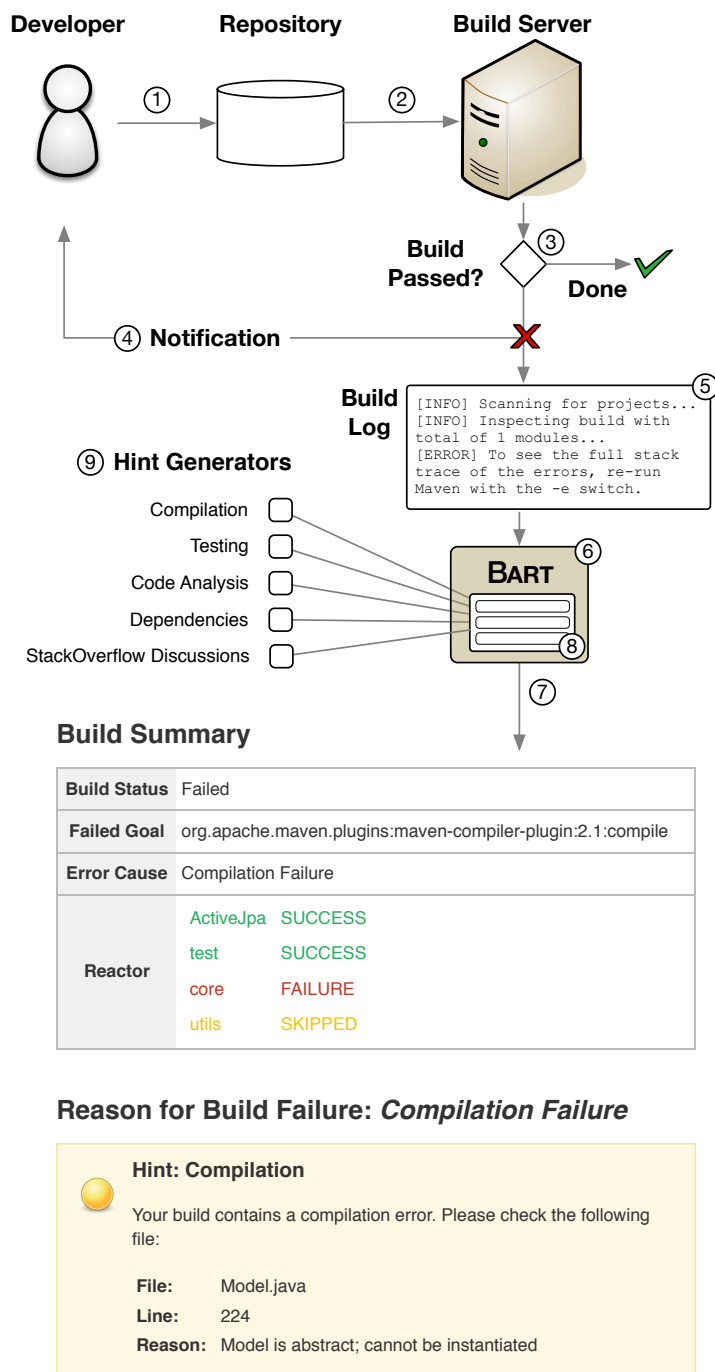 Developer
Repository
Build Server
1
2
3
Build
Passed?
Done
4 Notification
5
Build
Log
[INFO] Scanning for projects...
[INFO] Inspecting build with
total of 1 modules...
[ERROR] To see the full stack
trace of the errors, re-run
Maven with the -e switch.
9 Hint Generators
Compilation
Testing
Code Analysis
Dependencies
StackOverflow Discussions
6
BART
8
7
Build Summary
Build Status Failed
Failed Goal org.apache.maven.plugins:maven-compiler-plugin:2.1:compile
Error Cause Compilation Failure
Reactor
ActiveJpa SUCCESS
test SUCCESS
core FAILURE
utils SKIPPED
Reason for Build Failure: Compilation Failure
Hint: Compilation
Your build contains a compilation error. Please check the following
file:
File: Model.java
Line: 224
Reason: Model is abstract; cannot be instantiated